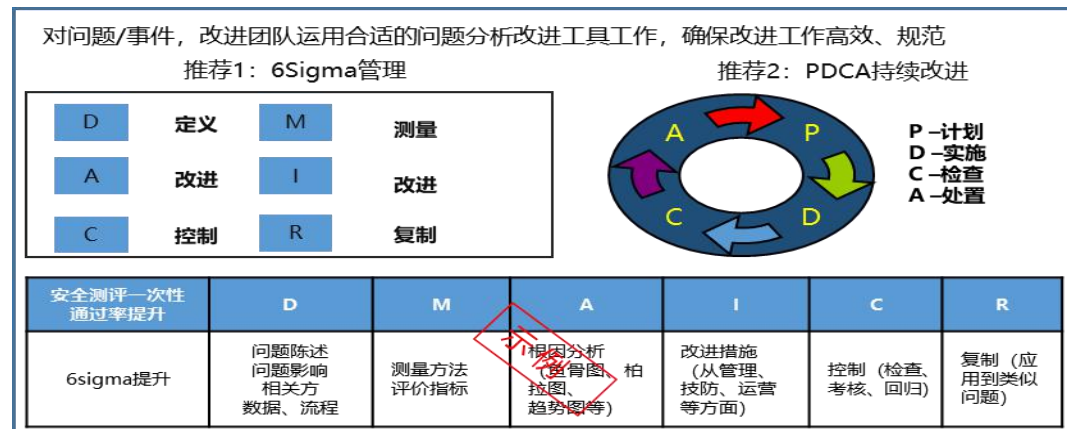 对问题/事件，改进团队运用合适的问题分析改进工具工作，确保改进工作高效、规范
推荐1：6Sigma管理
推荐2：PDCA持续改进
D 定义 M 测量
A 改进 I 改进
C 控制 R 复制
A P
C D
P –计划
D –实施
C –检查
A –处置
安全测评一次性
通过率提升
D
M
A
I
C
R
6sigma提升
问题陈述
问题影响
相关方
数据、流程
测量方法
评价指标
根因分析
（鱼骨图、柏
拉图、
趋势图等）
改进措施
（从管理、
技防、运营
等方面）
控制（检查、
考核、回归）
复制（应
用到类似
问题）
示例